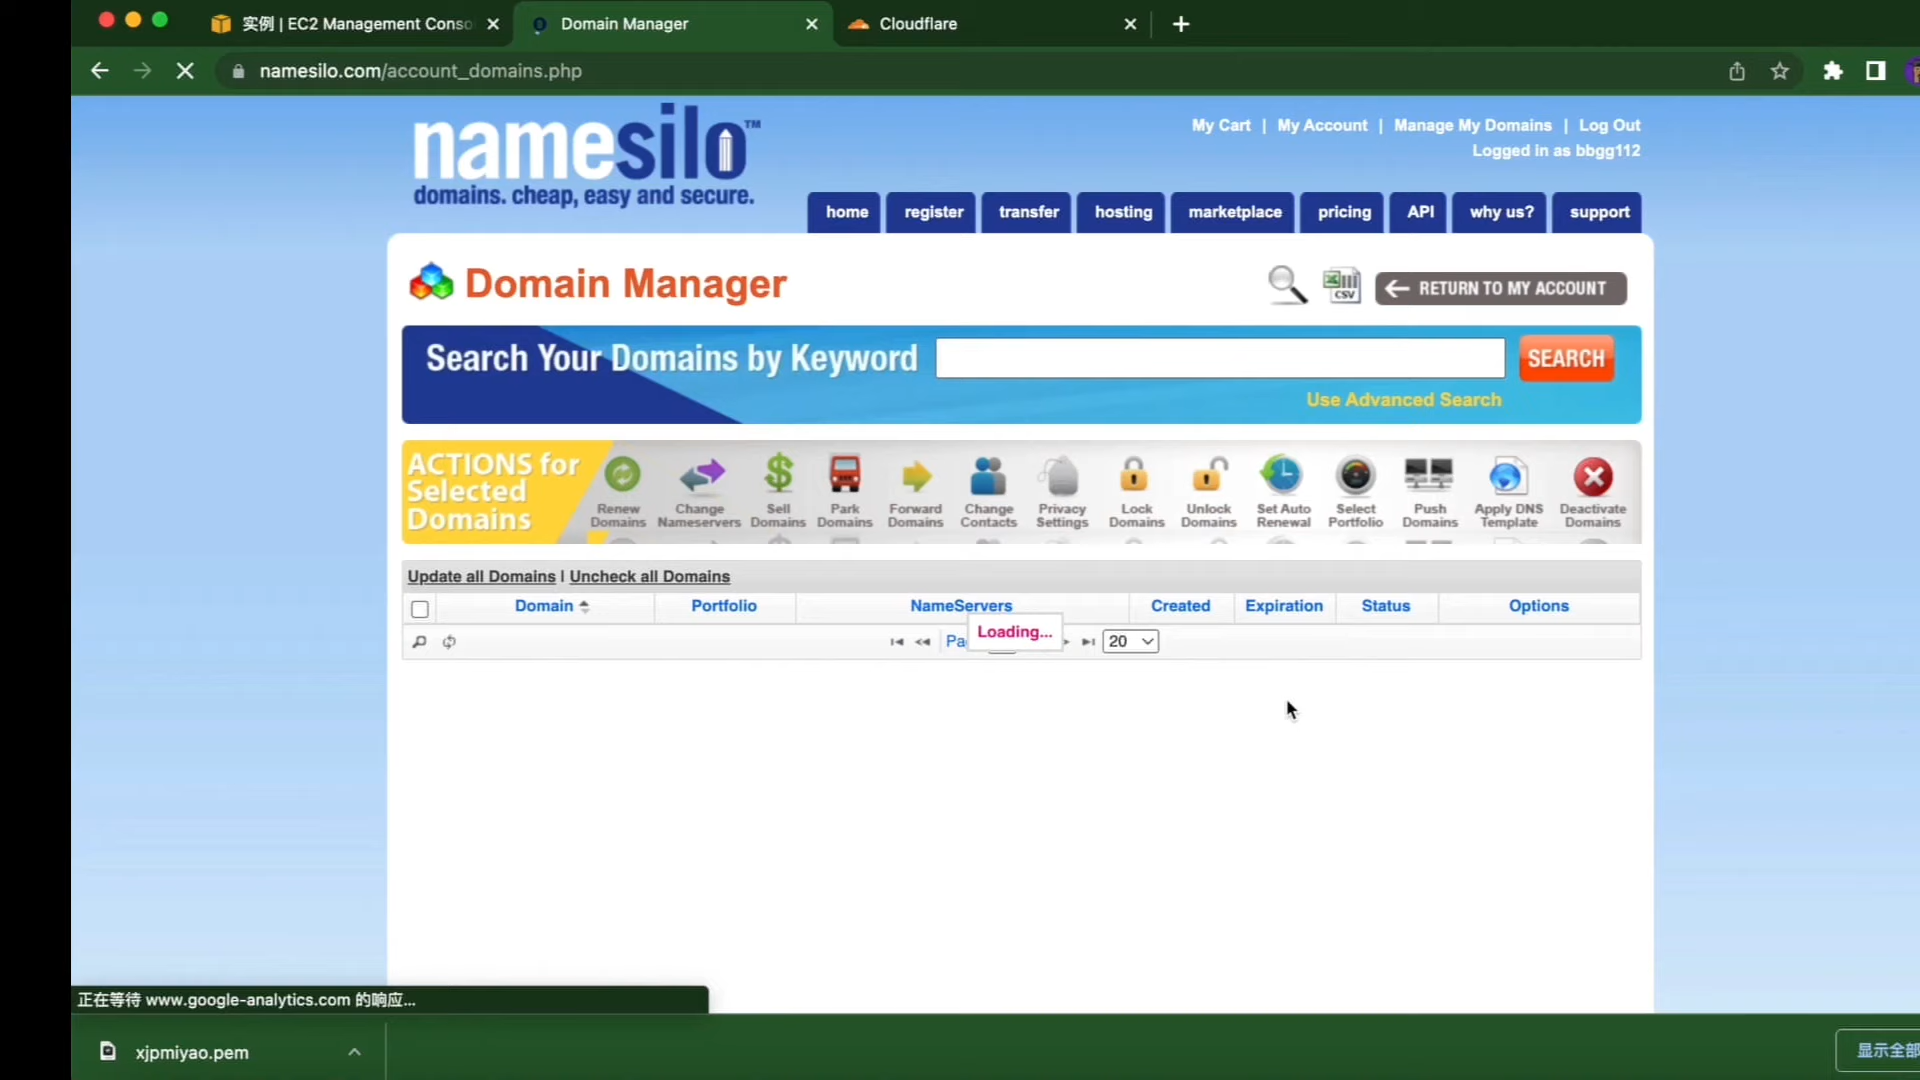 实例 | EC2 Management Conso
Domain Manager
Cloudflare
namesilo.com/account_domains.php
namesilo™
domains. cheap, easy and secure.
My Cart | My Account | Manage My Domains | Log Out
Logged in as bbgg112
home register transfer hosting marketplace pricing API why us? support
Domain Manager
CSV
RETURN TO MY ACCOUNT
Search Your Domains by Keyword
SEARCH
Use Advanced Search
ACTIONS for
Selected
Domains
Renew Domains
Change Nameservers
Sell Domains
Park Domains
Forward Domains
Change Contacts
Privacy Settings
Lock Domains
Unlock Domains
Set Auto Renewal
Select Portfolio
Push Domains
Apply DNS Template
Deactivate Domains
Update all Domains | Uncheck all Domains
Domain Portfolio NameServers Created Expiration Status Options
Loading...
20
正在等待 www.google-analytics.com 的响应...
xjpmiyao.pem
显示全部